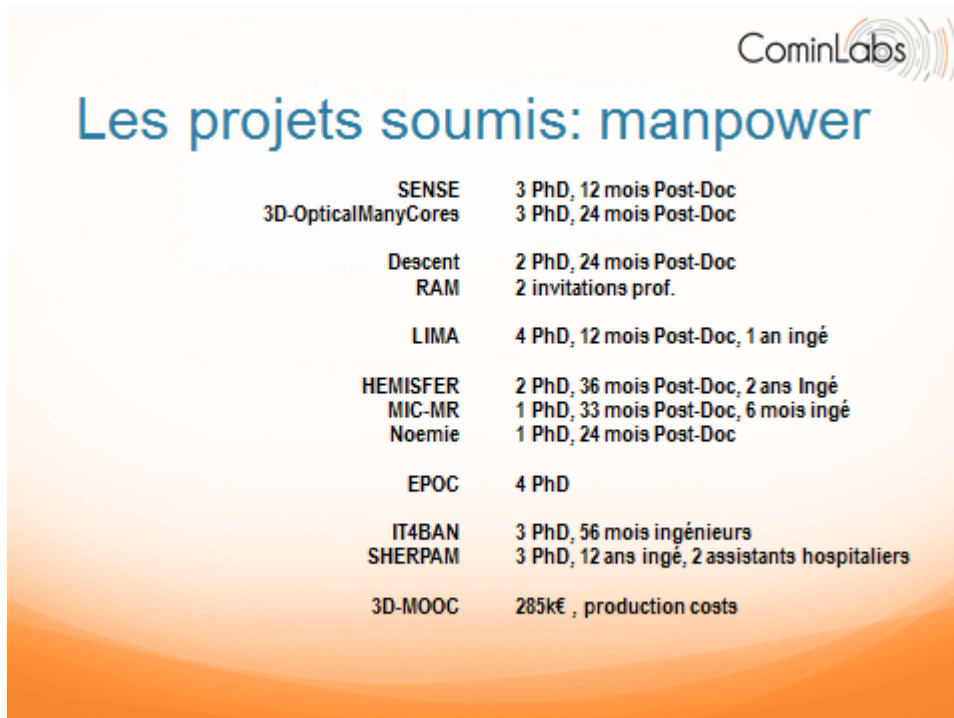 CominLabs
Les projets soumis: manpower
SENSE 3 PhD, 12 mois Post-Doc
3D-OpticalManyCores 3 PhD, 24 mois Post-Doc
Descent 2 PhD, 24 mois Post-Doc
RAM 2 invitations prof.
LIMA 4 PhD, 12 mois Post-Doc, 1 an ingé
HEMISFER 2 PhD, 36 mois Post-Doc, 2 ans Ingé
MIC-MR 1 PhD, 33 mois Post-Doc, 6 mois ingé
Noemie 1 PhD, 24 mois Post-Doc
EPOC 4 PhD
IT4BAN 3 PhD, 56 mois ingénieurs
SHERPAM 3 PhD, 12 ans ingé, 2 assistants hospitaliers
3D-MOOC 285k€ , production costs